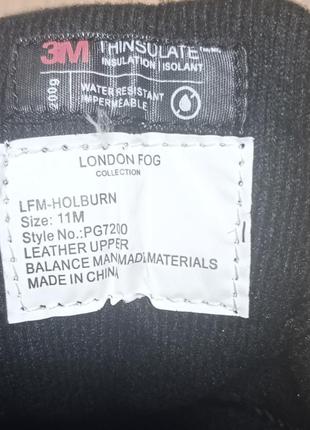 3M THINSULATE
INSULATION | ISOLANT
200g
WATER RESISTANT
IMPERMÉABLE
LONDON FOG
COLLECTION
LFM-HOLBURN
Size: 11M
Style No.:PG7200
LEATHER UPPER
BALANCE MANMADE MATERIALS
MADE IN CHINA